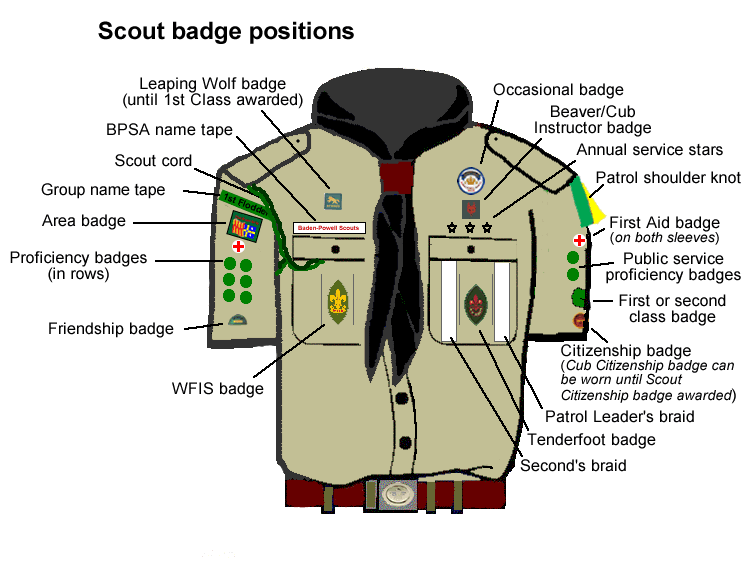 Scout badge positions
Leaping Wolf badge
(until 1st Class awarded)
BPSA name tape
Scout cord
Group name tape
Area badge
Proficiency badges
(in rows)
Friendship badge
WFIS badge
1st Flodden
Baden-Powell Scouts
Occasional badge
Beaver/Cub
Instructor badge
Annual service stars
Patrol shoulder knot
First Aid badge
(on both sleeves)
Public service
proficiency badges
First or second
class badge
Citizenship badge
(Cub Citizenship badge can
be worn until Scout
Citizenship badge awarded)
Patrol Leader's braid
Tenderfoot badge
Second's braid